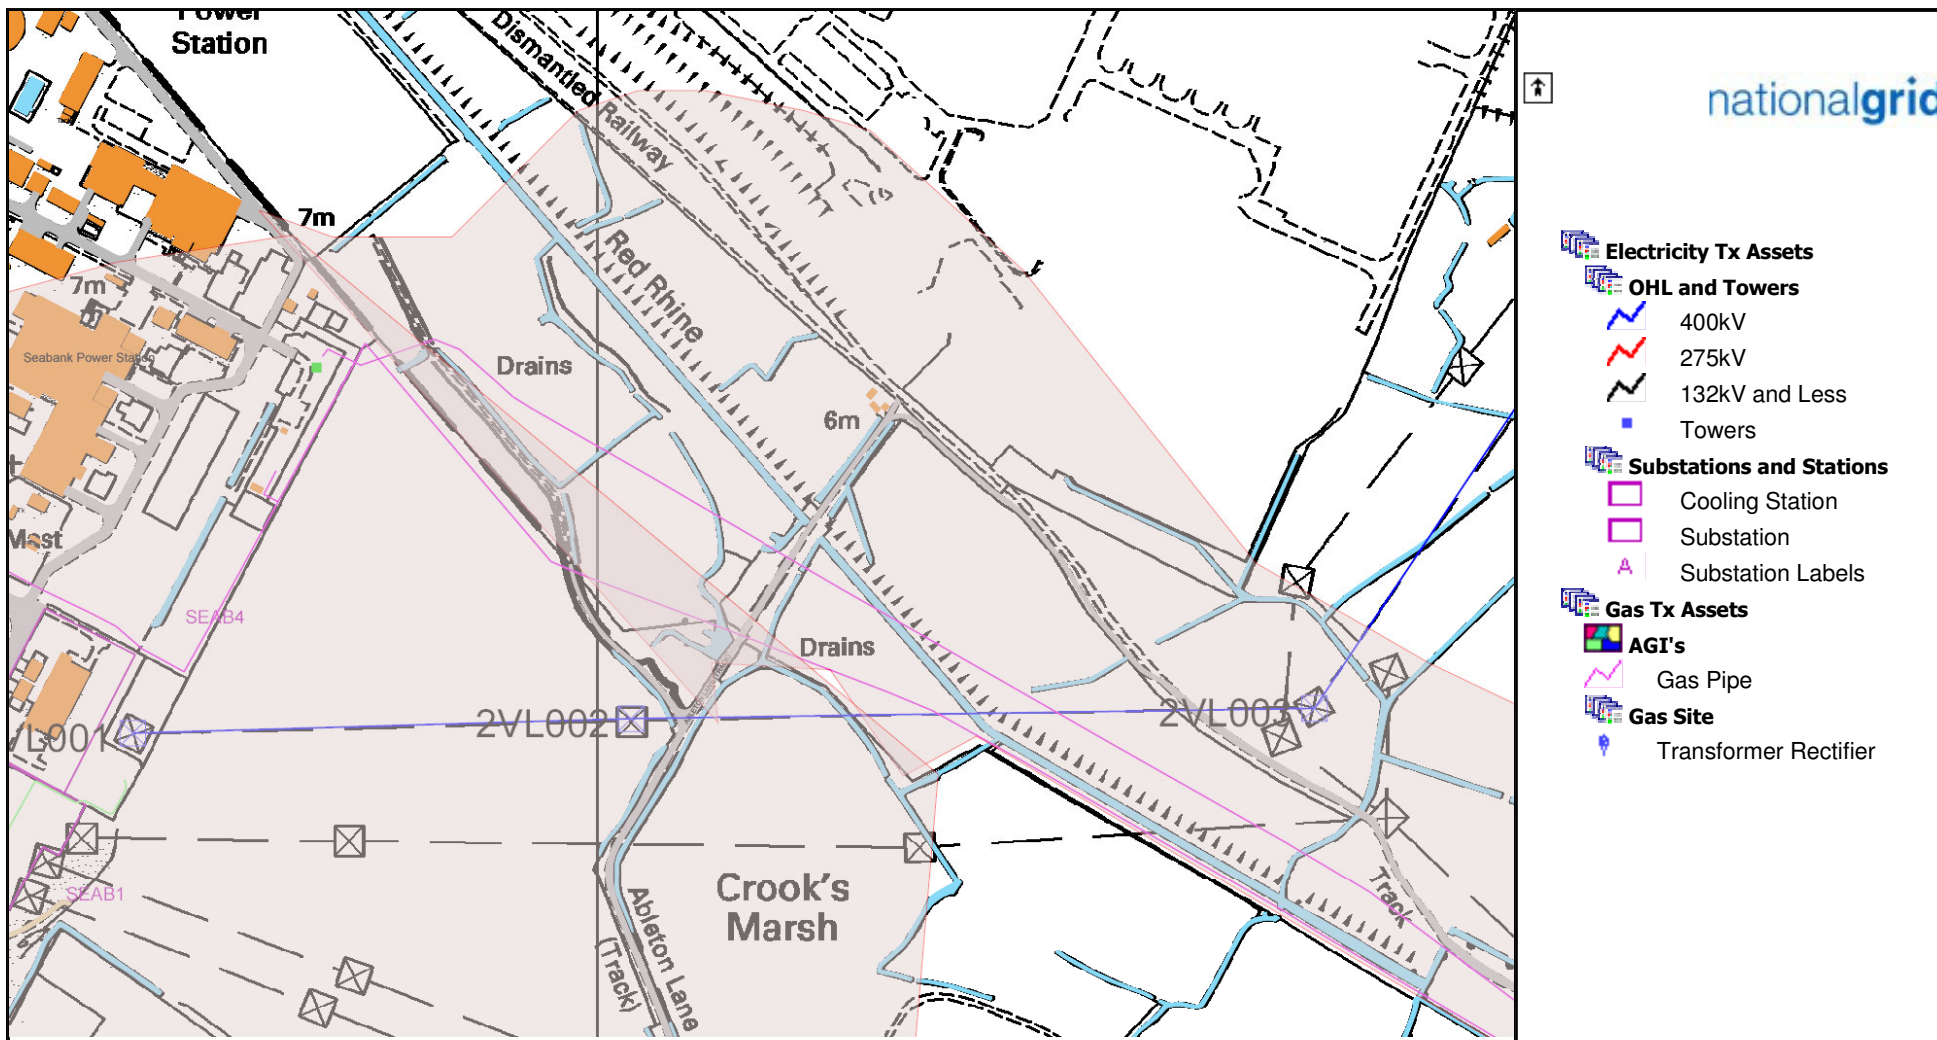 Power
Station
Dismantled
Railway
7m
Red Rhine
7m
Seabank Power Station
Drains
6m
Mast
SEAB4
Drains
VL001
2VL002
2VL003
SEAB1
Crook's
Marsh
Ableton Lane
(Track)
Track
nationalgrid
Electricity Tx Assets
OHL and Towers
400kV
275kV
132kV and Less
Towers
Substations and Stations
Cooling Station
Substation
A Substation Labels
Gas Tx Assets
AGI's
Gas Pipe
Gas Site
Transformer Rectifier